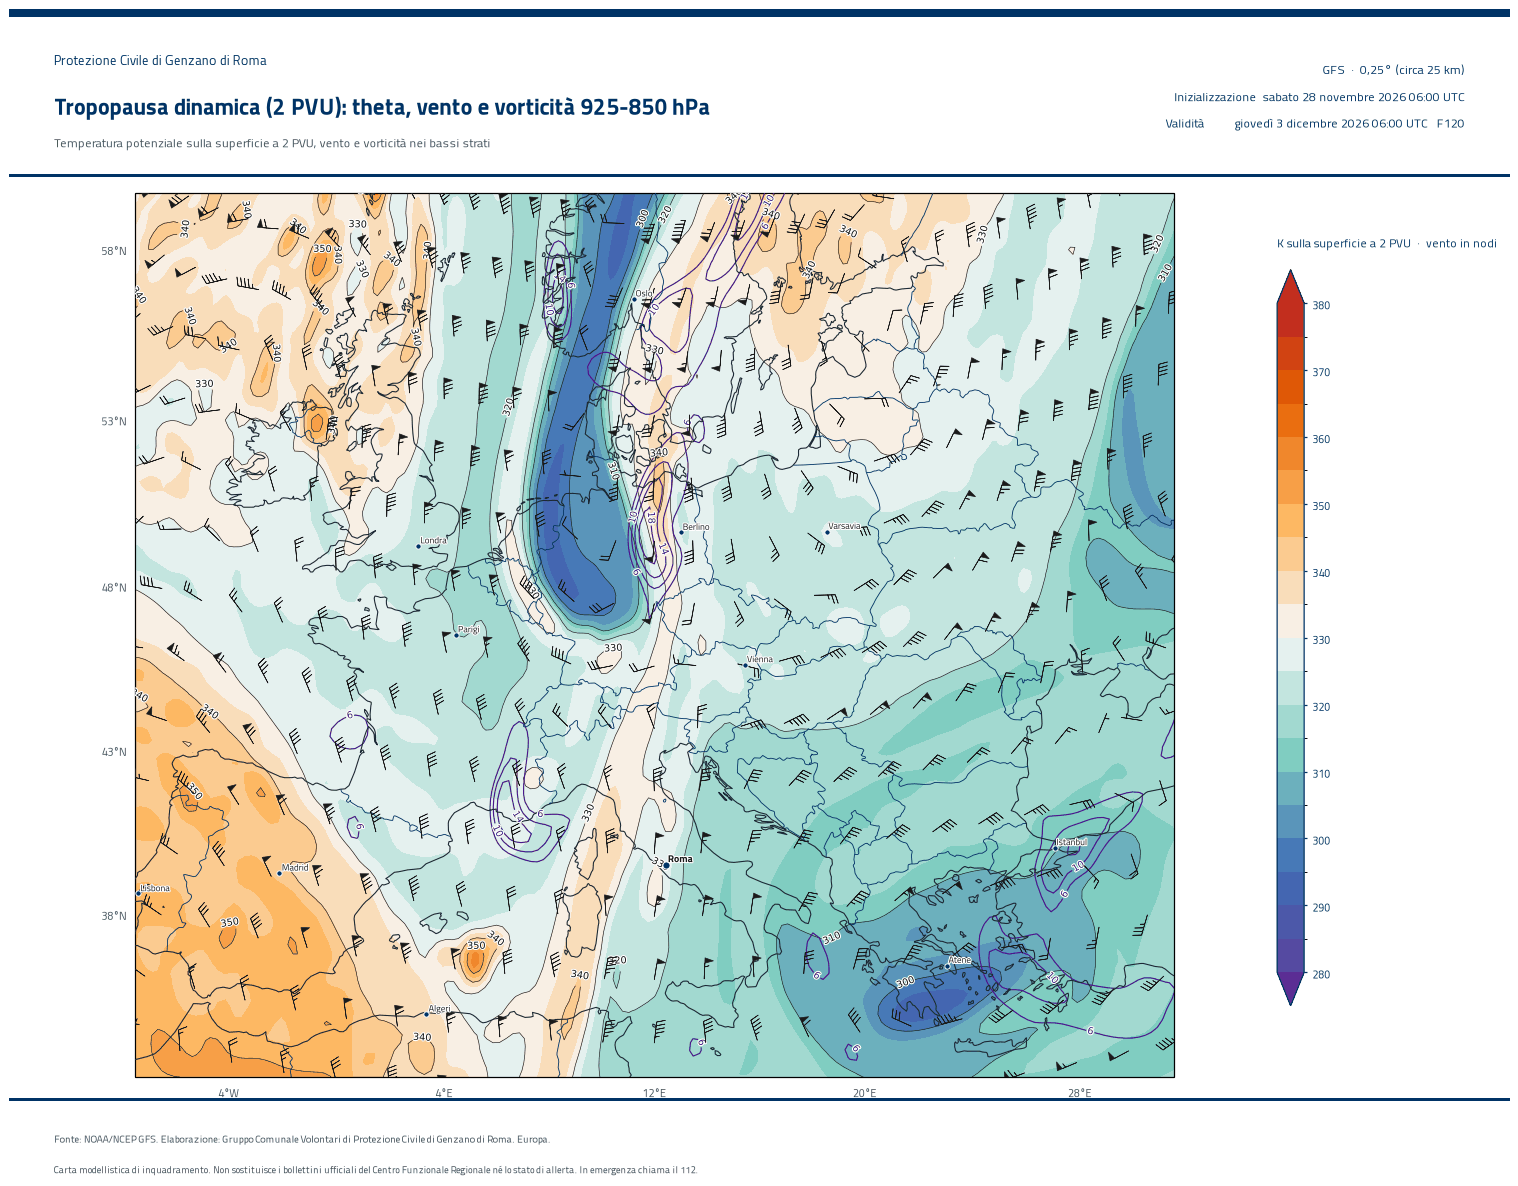 Protezione Civile di Genzano di Roma
Tropopausa dinamica (2 PVU): theta, vento e vorticità 925-850 hPa
Temperatura potenziale sulla superficie a 2 PVU, vento e vorticità nei bassi strati
GFS · 0,25° (circa 25 km)
Inizializzazione sabato 28 novembre 2026 06:00 UTC
Validità giovedì 3 dicembre 2026 06:00 UTC F120
K sulla superficie a 2 PVU · vento in nodi
380
370
360
350
340
330
320
310
300
290
280
58°N
53°N
48°N
43°N
38°N
4°W
4°E
12°E
20°E
28°E
Oslo
Berlino
Varsavia
Londra
Parigi
Vienna
Roma
Madrid
Lisbona
Istanbul
Atene
Algeri
Fonte: NOAA/NCEP GFS. Elaborazione: Gruppo Comunale Volontari di Protezione Civile di Genzano di Roma. Europa.
Carta modellistica di inquadramento. Non sostituisce i bollettini ufficiali del Centro Funzionale Regionale né lo stato di allerta. In emergenza chiama il 112.